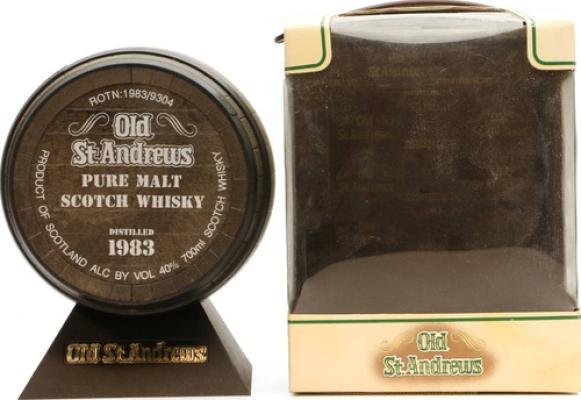 ROTN:1983/9304
Old
St.Andrews
PURE MALT
SCOTCH WHISKY
DISTILLED
1983
PRODUCT OF SCOTLAND ALC BY VOL 40% 700ml SCOTCH WHISKY
Old St.Andrews
Old
St.Andrews